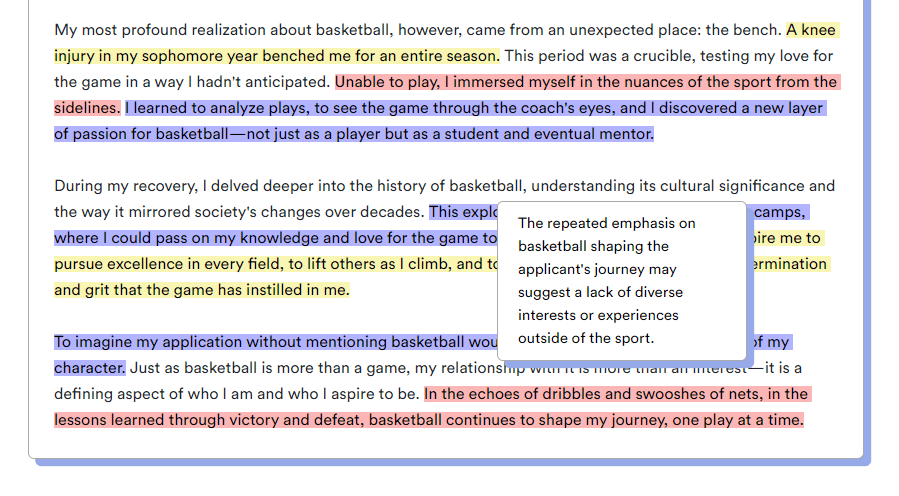 My most profound realization about basketball, however, came from an unexpected place: the bench. A knee
injury in my sophomore year benched me for an entire season. This period was a crucible, testing my love for
the game in a way I hadn't anticipated. Unable to play, I immersed myself in the nuances of the sport from the
sidelines. I learned to analyze plays, to see the game through the coach's eyes, and I discovered a new layer
of passion for basketball—not just as a player but as a student and eventual mentor.
During my recovery, I delved deeper into the history of basketball, understanding its cultural significance and
the way it mirrored society's changes over decades. This camps,
where I could pass on my knowledge and love for the game to me to
pursue excellence in every field, to lift others as I climb, and
and grit that the game has instilled in me.
To imagine my application without mentioning basketball of my
character. Just as basketball is more than a game, my relationship with it is more than an interest—it is a
defining aspect of who I am and who I aspire to be. In the echoes of dribbles and swooshes of nets, in the
lessons learned through victory and defeat, basketball continues to shape my journey, one play at a time.
The repeated emphasis on
basketball shaping the
applicant's journey may
suggest a lack of diverse
interests or experiences
outside of the sport.